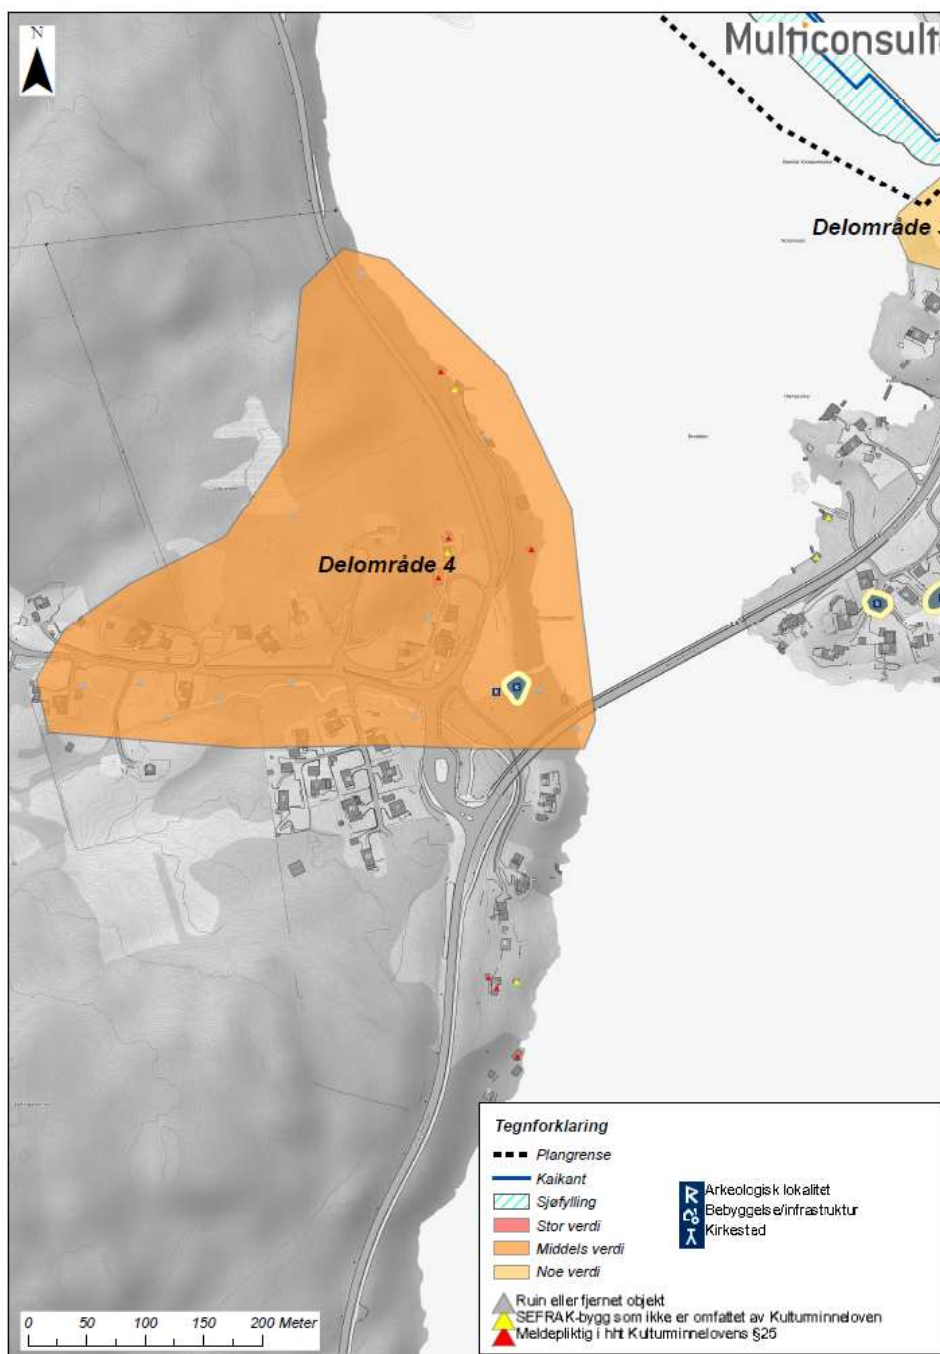 N
Multiconsult
Delområde
Delområde 4
Tegnforklaring
Plangrense
Kaikant
Sjøfylling
Stor verdi
Middels verdi
Noe verdi
R Arkeologisk lokalitet
Bebyggelse/infrastruktur
Kirkested
Ruin eller fjernet objekt
SEFRAK-bygg som ikke er omfattet av Kulturminneloven
Meldepliktig i hht Kulturminnelovens §25
0 50 100 150 200 Meter